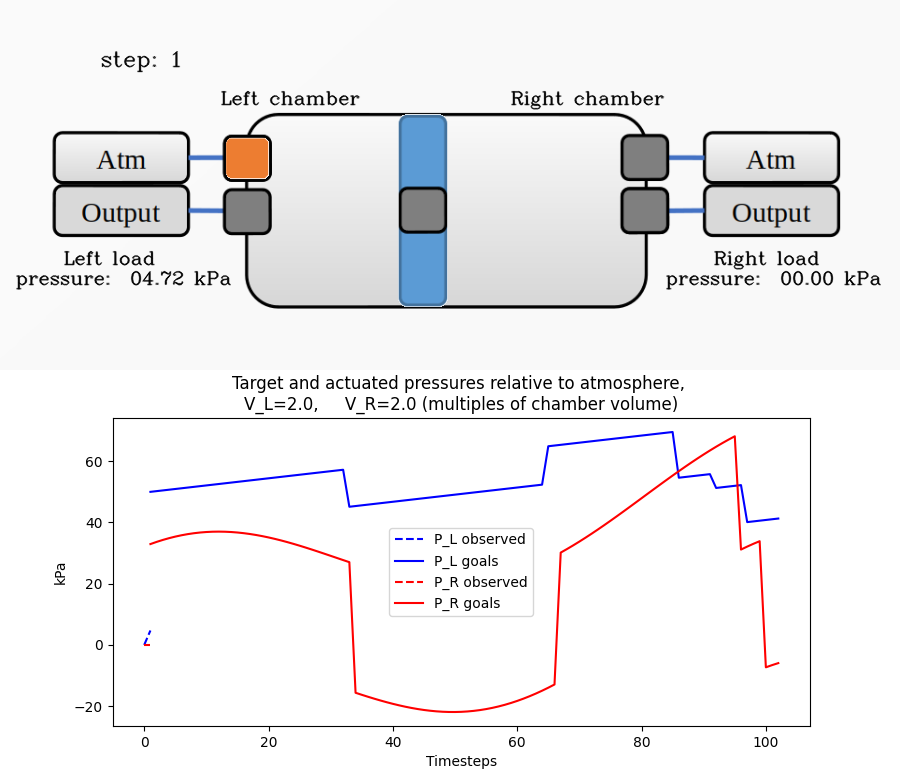 step: 1
Left chamber
Right chamber
Atm
Atm
Output
Output
Left load
pressure: 04.72 kPa
Right load
pressure: 00.00 kPa
Target and actuated pressures relative to atmosphere,
V_L=2.0, V_R=2.0 (multiples of chamber volume)
60
40
20
0
−20
kPa
P_L observed
P_L goals
P_R observed
P_R goals
0 20 40 60 80 100
Timesteps